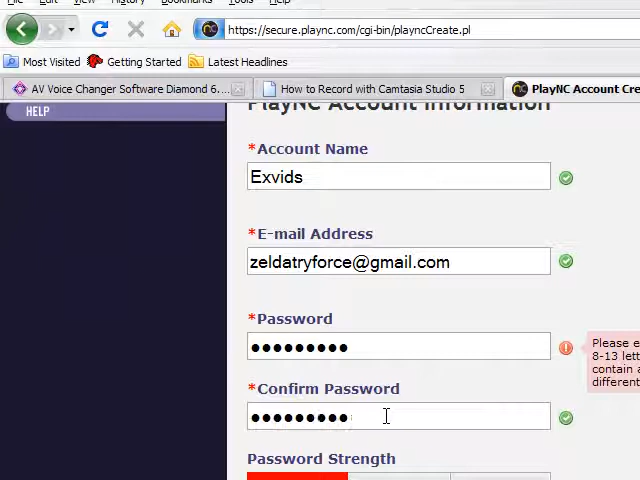 View History Bookmarks Tools Help
https://secure.plaync.com/cgi-bin/playncCreate.pl
Most Visited Getting Started Latest Headlines
AV Voice Changer Software Diamond 6.... How to Record with Camtasia Studio 5 PlayNC Account Cre
HELP
PlayNC Account Information
*Account Name
Exvids
*E-mail Address
zeldatryforce@gmail.com
*Password
●●●●●●●●●
Please e
8-13 lett
contain a
different
*Confirm Password
●●●●●●●●●
Password Strength